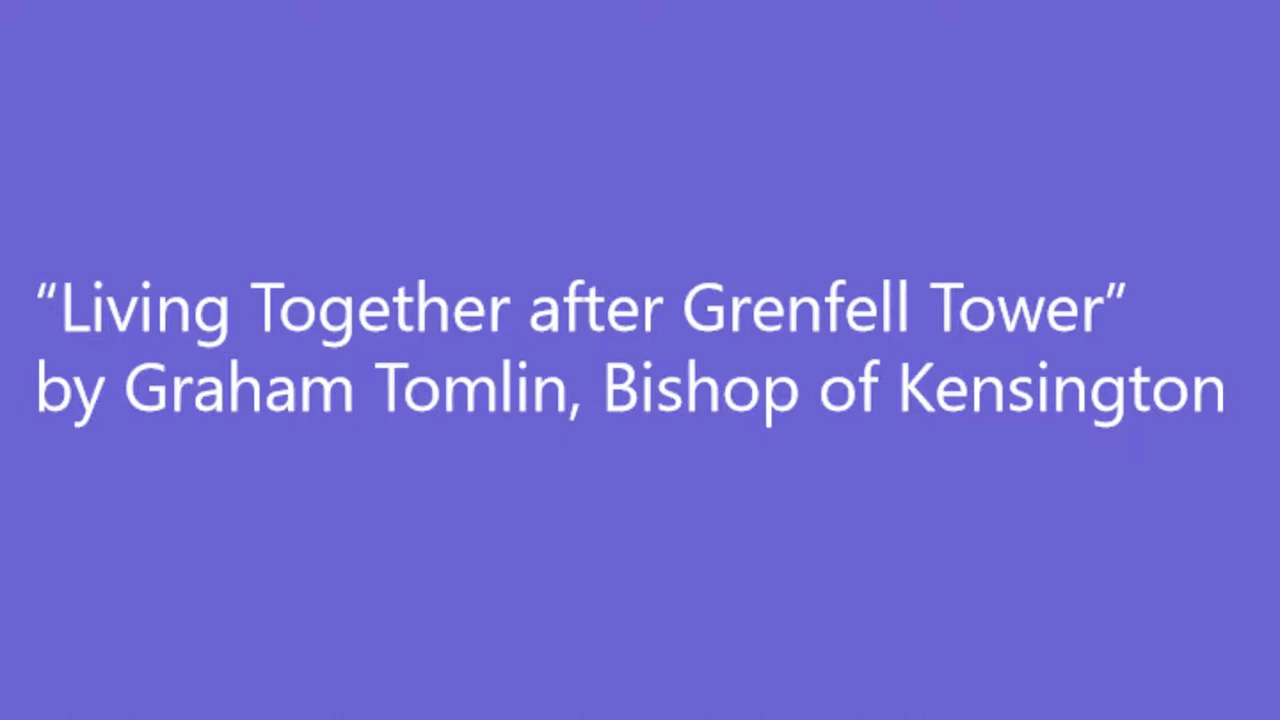 “Living Together after Grenfell Tower”
by Graham Tomlin, Bishop of Kensington